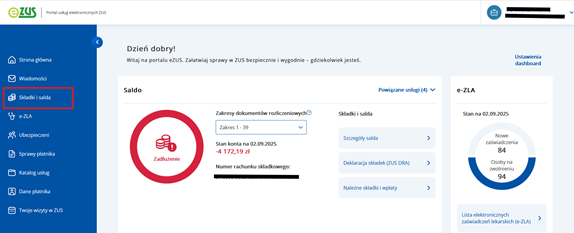 eZUS
Portal usług elektronicznych ZUS
Strona główna
Wiadomości
Składki i salda
e-ZLA
Ubezpieczeni
Sprawy płatnika
Katalog usług
Dane płatnika
Twoje wizyty w ZUS
Dzień dobry!
Witaj na portalu eZUS. Załatwiaj sprawy w ZUS bezpiecznie i wygodnie – gdziekolwiek jesteś.
Ustawienia
dashboard
Saldo
Powiązane usługi (4)
Zadłużenie
Zakresy dokumentów rozliczeniowych
Zakres 1 - 39
Stan konta na 02.09.2025
-4 172,19 zł
Numer rachunku składkowego:
Składki i salda
Szczegóły salda
Deklaracja składek (ZUS DRA)
Należne składki i wpłaty
e-ZLA
Stan na 02.09.2025
Nowe
zaświadczenia
84
Osoby na
zwolnieniu
94
Lista elektronicznych
zaświadczeń lekarskich (e-ZLA)